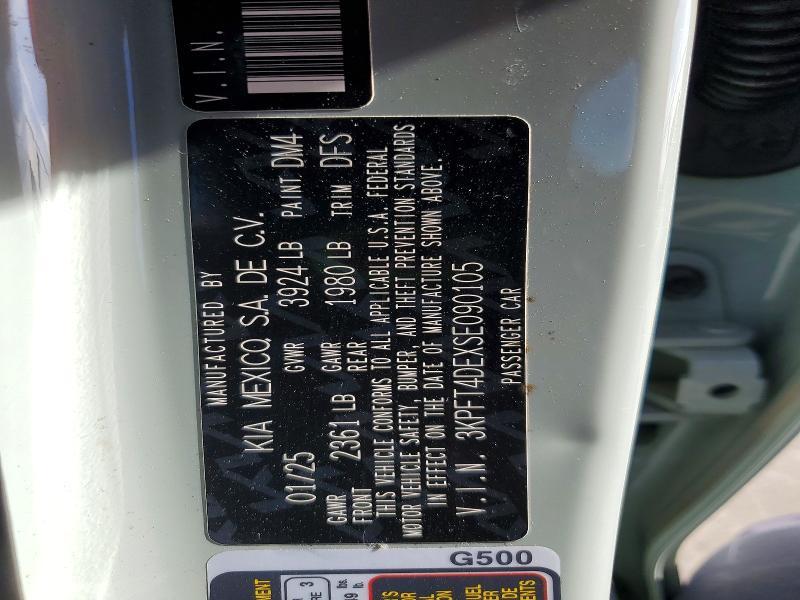 V.I.N.
MANUFACTURED BY
KIA MEXICO, S.A. DE C.V.
01/25 GVWR 3924 LB PAINT DM4
GAWR FRONT 2361 LB GAWR REAR 1980 LB TRIM DFS
THIS VEHICLE CONFORMS TO ALL APPLICABLE U.S.A. FEDERAL
MOTOR VEHICLE SAFETY, BUMPER, AND THEFT PREVENTION STANDARDS
IN EFFECT ON THE DATE OF MANUFACTURE SHOWN ABOVE.
V.I.N. 3KPFT4DEXSE090105
PASSENGER CAR
G500